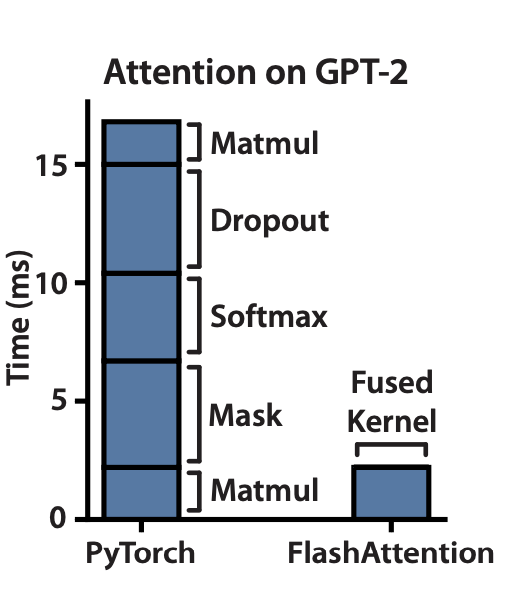 Attention on GPT-2
Time (ms)
15
10
5
0
Matmul
Dropout
Softmax
Mask
Matmul
Fused
Kernel
PyTorch
FlashAttention